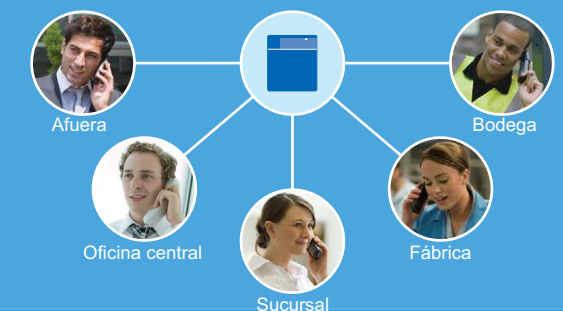 Afuera
Bodega
Oficina central
Fábrica
Sucursal